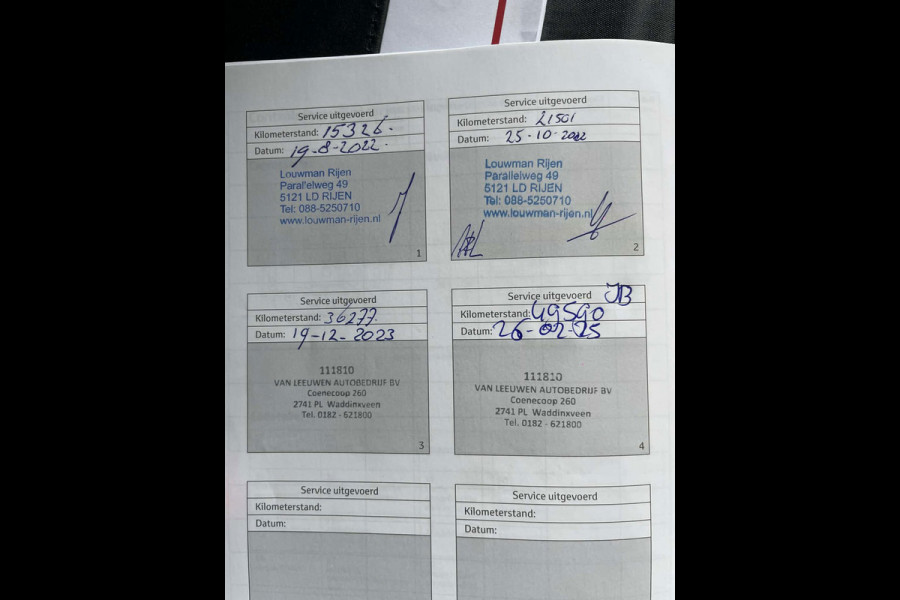 Service uitgevoerd
Kilometerstand: 15326.
Datum: 19-8-2022.
Louwman Rijen
Parallelweg 49
5121 LD RIJEN
Tel: 088-5250710
www.louwman-rijen.nl
1
Service uitgevoerd
Kilometerstand: 21501
Datum: 25-10-2022
Louwman Rijen
Parallelweg 49
5121 LD RIJEN
Tel: 088-5250710
www.louwman-rijen.nl
2
Service uitgevoerd
Kilometerstand: 36277.
Datum: 19-12-2023
111810
VAN LEEUWEN AUTOBEDRIJF BV
Coenecoop 260
2741 PL Waddinxveen
Tel. 0182 - 621800
3
Service uitgevoerd JB
Kilometerstand: 49590
Datum: 26-02-25
111810
VAN LEEUWEN AUTOBEDRIJF BV
Coenecoop 260
2741 PL Waddinxveen
Tel. 0182 - 621800
4
Service uitgevoerd
Kilometerstand:
Datum:
Service uitgevoerd
Kilometerstand:
Datum: